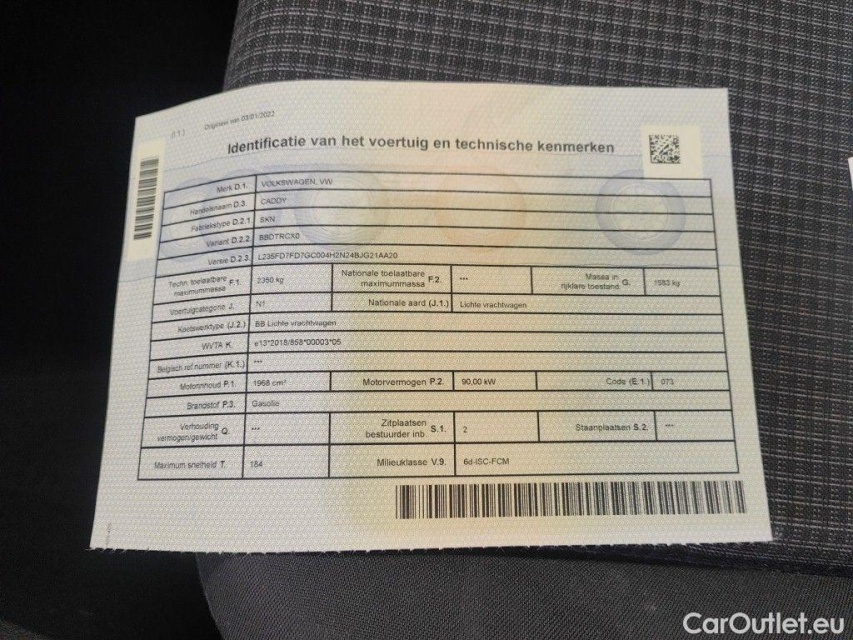 (I1) Origineel van 03/01/2022
Identificatie van het voertuig en technische kenmerken
Merk D.1. VOLKSWAGEN, VW
Handelsnaam D.3. CADDY
Fabriekstype D.2.1 SKN
Variant D.2.2 BBDTRCX0
Versie D.2.3 L235FD7FD7GC004H2N24BJG21AA20
Techn. toelaatbare maximummassa F.1. 2350 kg Nationale toelaatbare maximummassa F.2. --- Massa in rijklare toestand G. 1583 kg
Voertuigcategorie J. N1 Nationale aard (J.1.) Lichte vrachtwagen
Koetswerktype (J.2.) BB Lichte vrachtwagen
WVTA K. e13*2018/858*00003*05
Belgisch ref.nummer (K.1.) ***
Motorinhoud P.1. 1968 cm³ Motorvermogen P.2. 90,00 kW Code (E.1.) 073
Brandstof P.3. Gasolie
Verhouding vermogen/gewicht Q. --- Zitplaatsen bestuurder inb. S.1. 2 Staanplaatsen S.2. ---
Maximum snelheid T. 184 Milieuklasse V.9. 6d-ISC-FCM
CarOutlet.eu